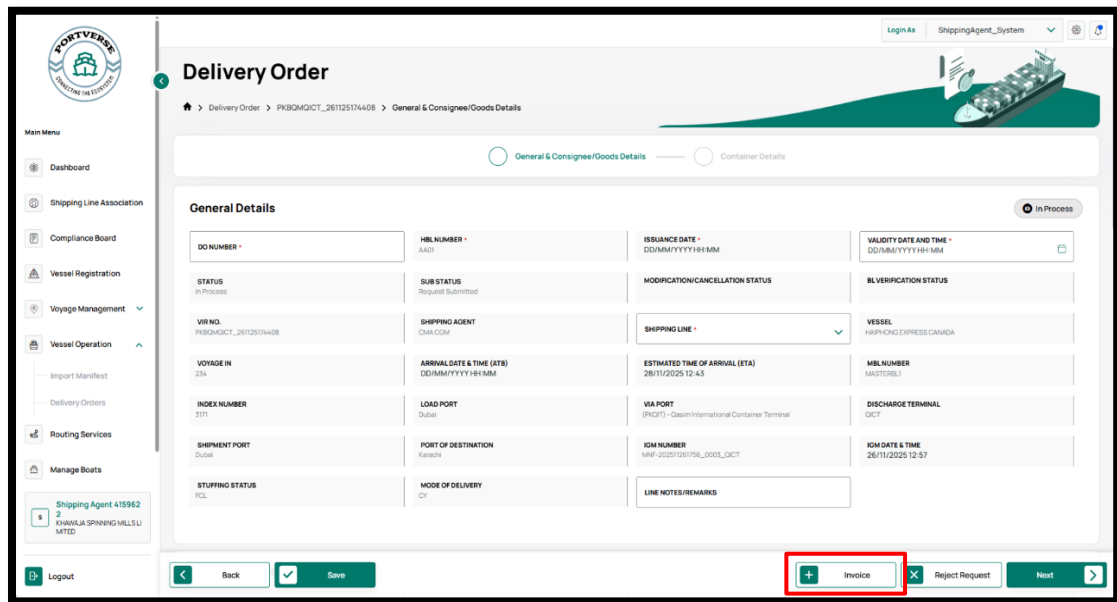 PORTVERSE
CONNECTING THE ECOSYSTEM
Login As ShippingAgent_System
Delivery Order
Delivery Order > PKBQMQICT_261125174408 > General & Consignee/Goods Details
Main Menu
Dashboard
Shipping Line Association
Compliance Board
Vessel Registration
Voyage Management
Vessel Operation
Import Manifest
Delivery Orders
Routing Services
Manage Boats
Shipping Agent 415962
2
KHAWAJA SPINNING MILLS LI
MITED
S
Logout
General & Consignee/Goods Details
Container Details
General Details
In Process
DO NUMBER *
HBL NUMBER *
AA01
ISSUANCE DATE *
DD/MM/YYYY HH:MM
VALIDITY DATE AND TIME *
DD/MM/YYYY HH:MM
STATUS
In Process
SUB STATUS
Request Submitted
MODIFICATION/CANCELLATION STATUS
BL VERIFICATION STATUS
VIR NO.
PKBQMQICT_261125174408
SHIPPING AGENT
CMA CGM
SHIPPING LINE *
VESSEL
HAIPHONG EXPRESS CANADA
VOYAGE IN
234
ARRIVAL DATE & TIME (ATB)
DD/MM/YYYY HH:MM
ESTIMATED TIME OF ARRIVAL (ETA)
28/11/2025 12:43
MBL NUMBER
MASTERBL1
INDEX NUMBER
3171
LOAD PORT
Dubai
VIA PORT
(PKQIT) - Qasim International Container Terminal
DISCHARGE TERMINAL
QICT
SHIPMENT PORT
Dubai
PORT OF DESTINATION
Karachi
IGM NUMBER
MNF-202511261756_0003_QICT
IGM DATE & TIME
26/11/2025 12:57
STUFFING STATUS
FCL
MODE OF DELIVERY
CY
LINE NOTES/REMARKS
Back
Save
Invoice
Reject Request
Next